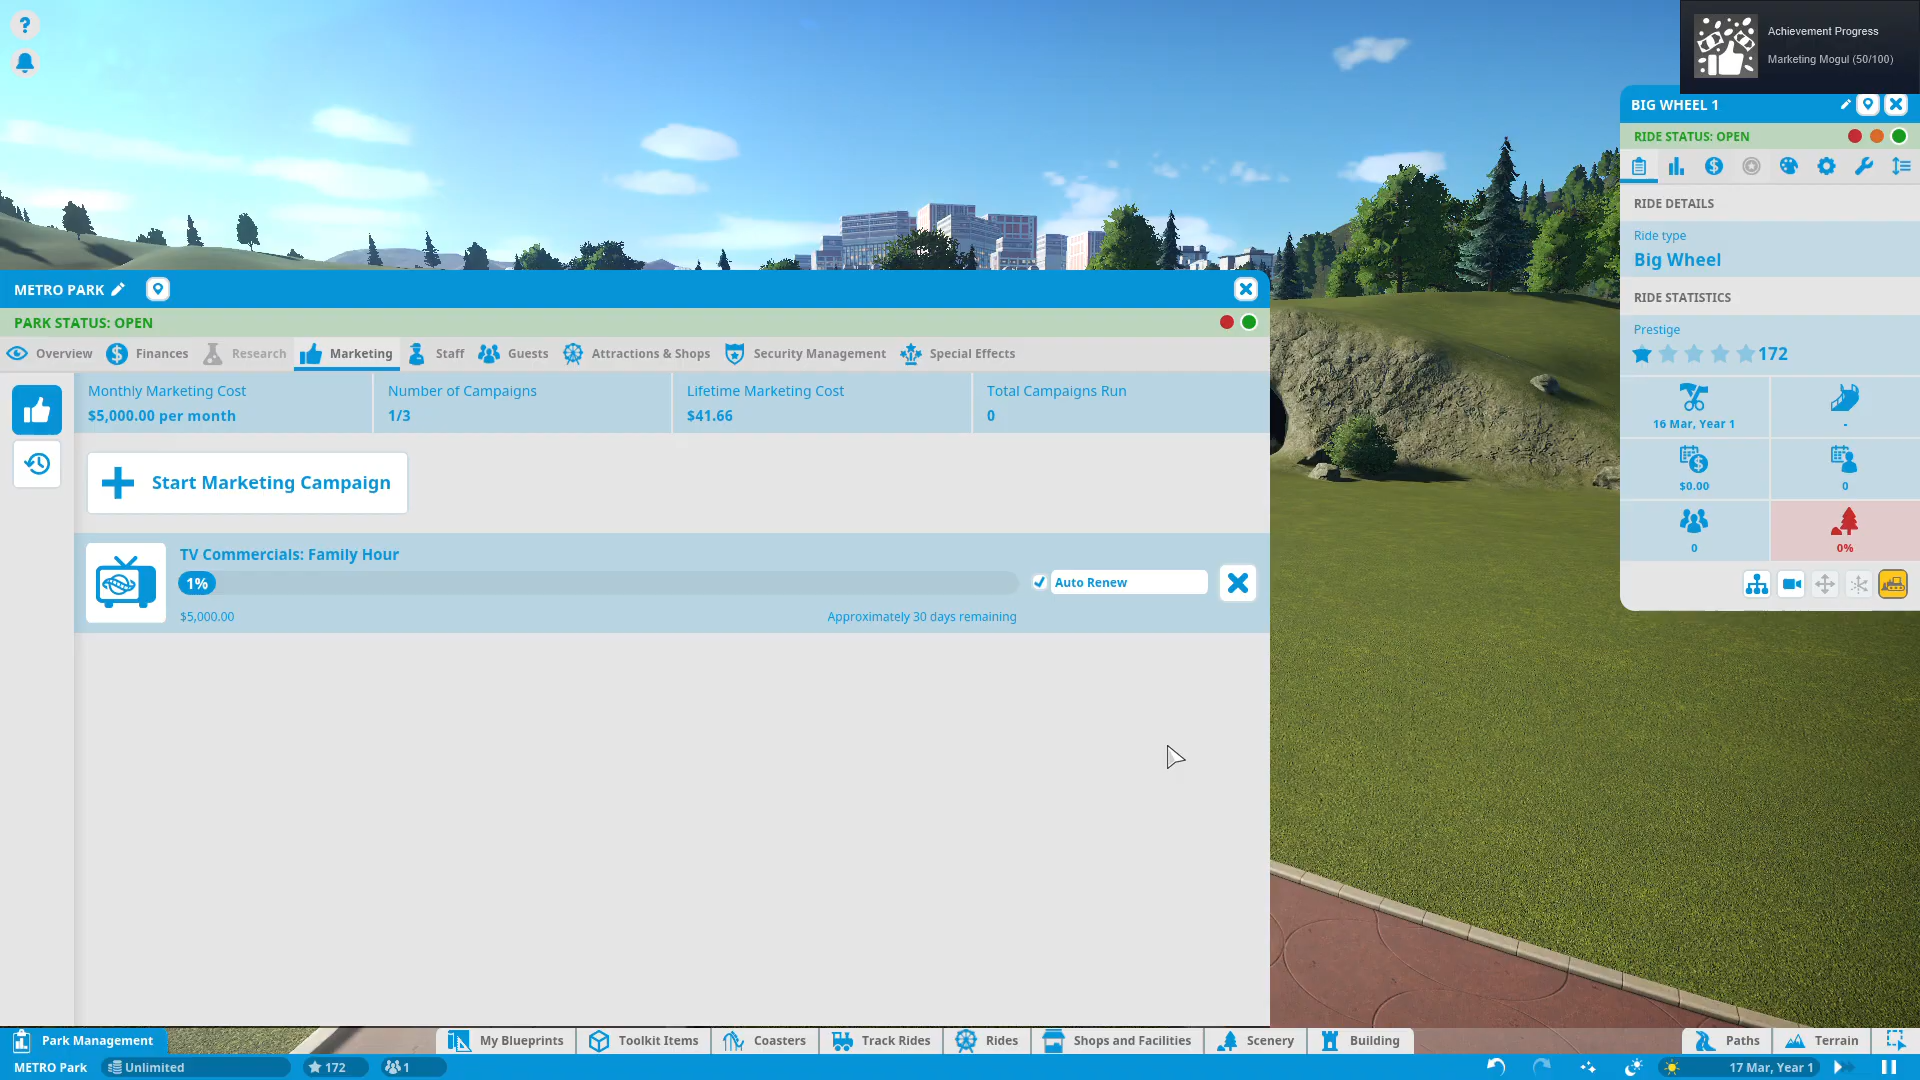 Achievement Progress
Marketing Mogul (50/100)
BIG WHEEL 1
RIDE STATUS: OPEN
RIDE DETAILS
Ride type
Big Wheel
RIDE STATISTICS
Prestige
172
16 Mar, Year 1
-
$0.00
0
0
0%
METRO PARK
PARK STATUS: OPEN
Overview
Finances
Research
Marketing
Staff
Guests
Attractions & Shops
Security Management
Special Effects
Monthly Marketing Cost
$5,000.00 per month
Number of Campaigns
1/3
Lifetime Marketing Cost
$41.66
Total Campaigns Run
0
Start Marketing Campaign
TV Commercials: Family Hour
1%
Auto Renew
$5,000.00
Approximately 30 days remaining
Park Management
My Blueprints
Toolkit Items
Coasters
Track Rides
Rides
Shops and Facilities
Scenery
Building
Paths
Terrain
METRO Park
Unlimited
172
1
17 Mar, Year 1